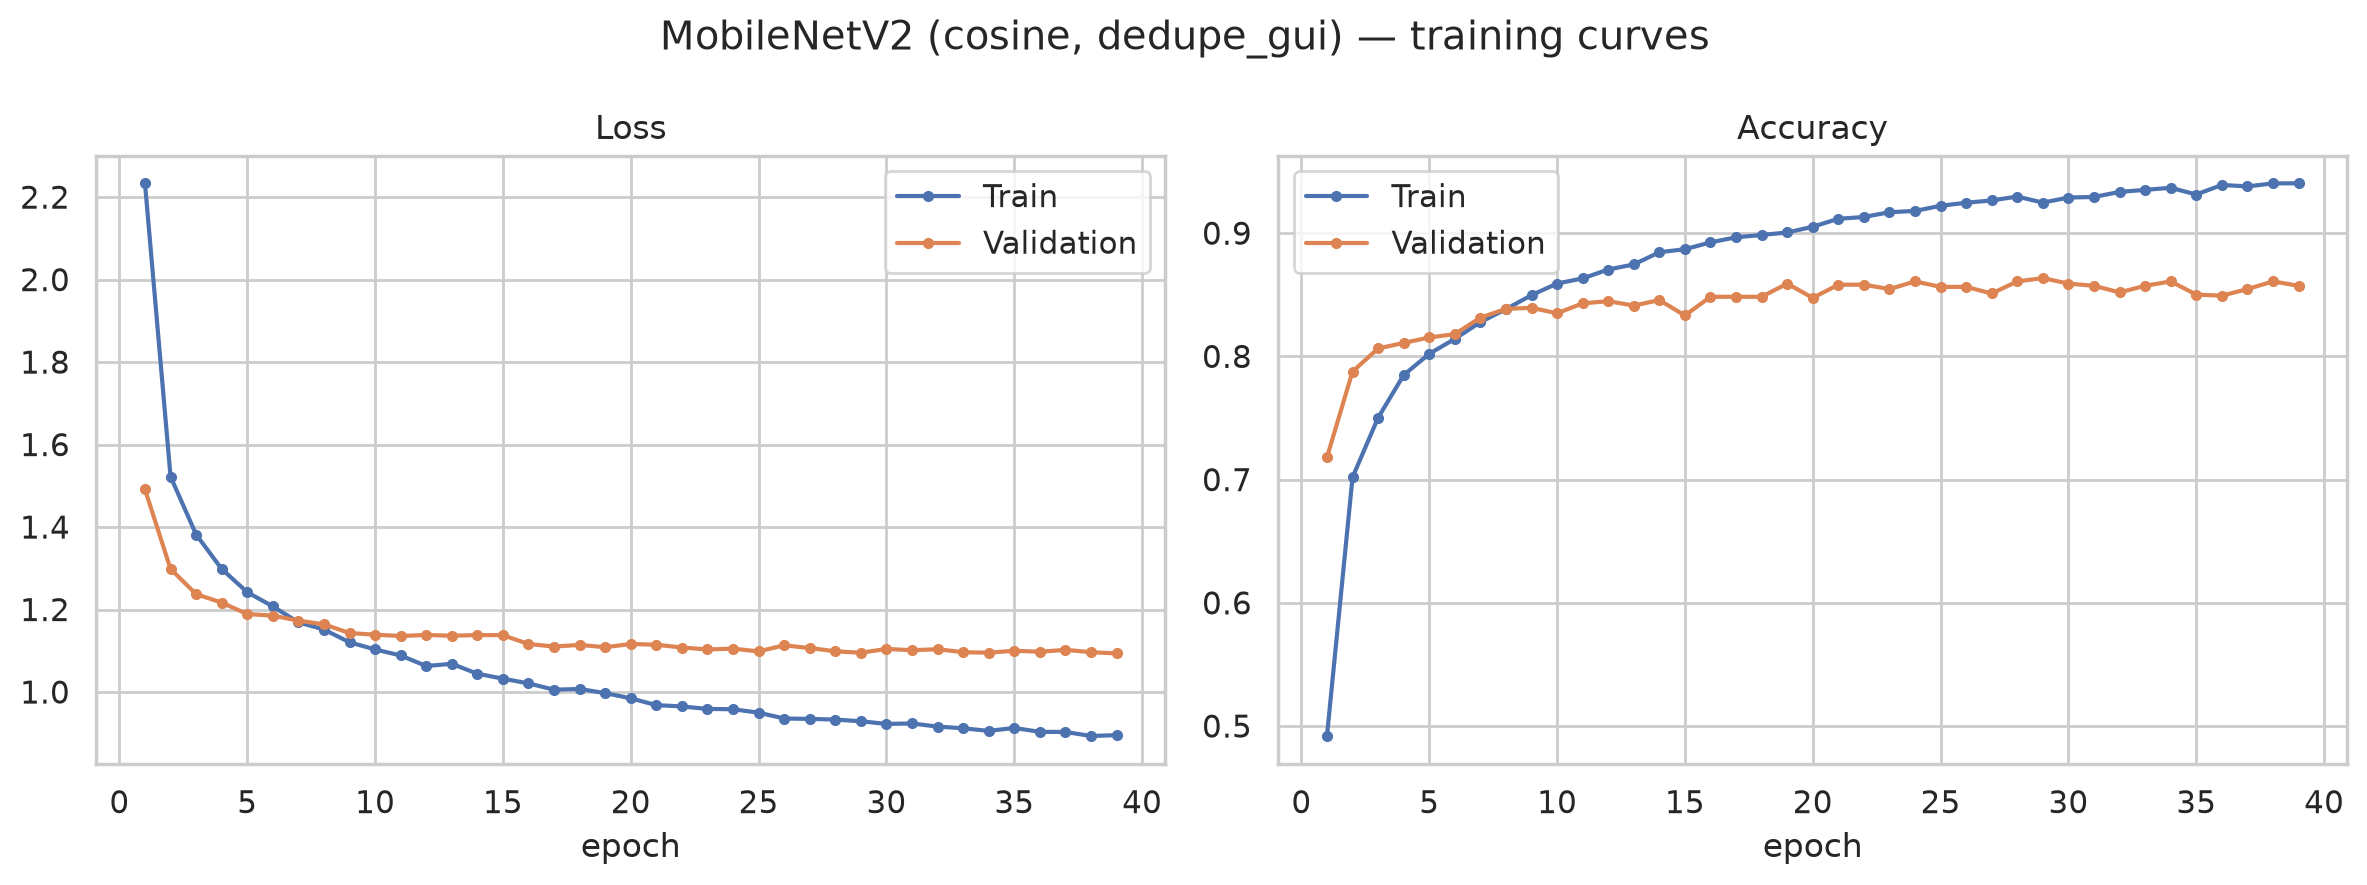 MobileNetV2 (cosine, dedupe_gui) — training curves
Loss
Train
Validation
2.2
2.0
1.8
1.6
1.4
1.2
1.0
0 5 10 15 20 25 30 35 40
epoch
Accuracy
Train
Validation
0.9
0.8
0.7
0.6
0.5
0 5 10 15 20 25 30 35 40
epoch